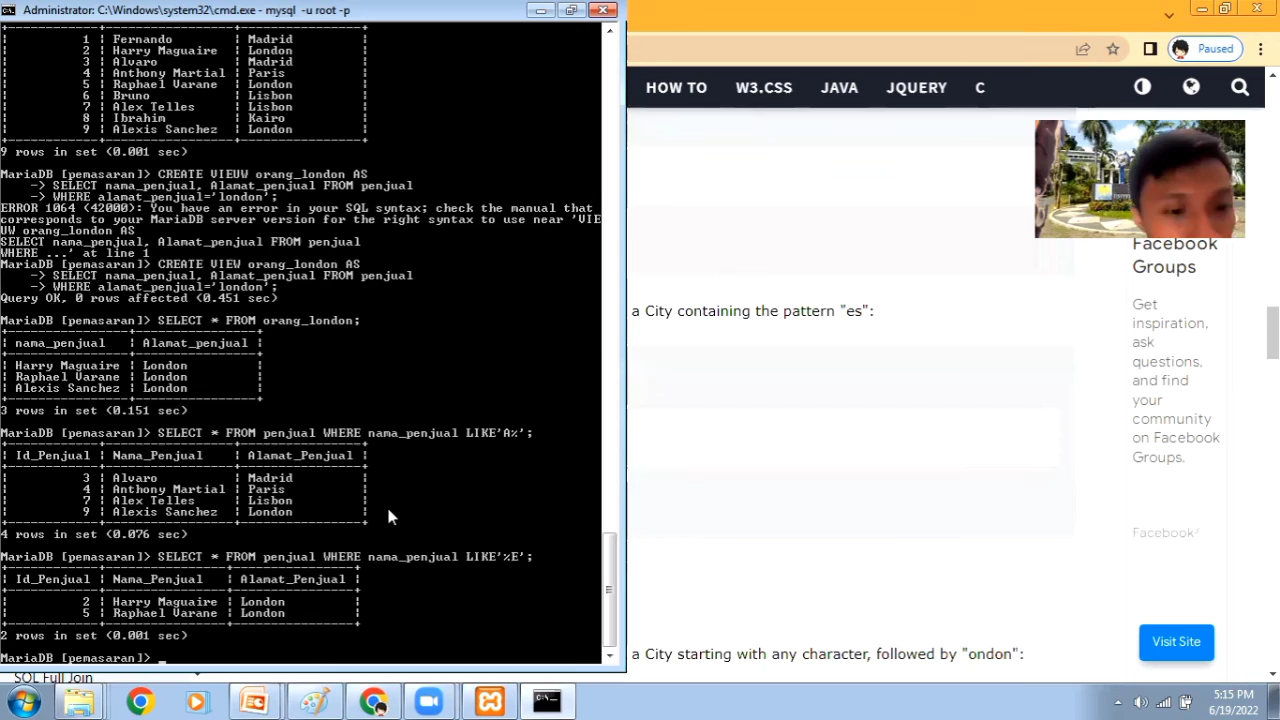 Administrator: C:\Windows\system32\cmd.exe - mysql -u root -p
| 1 | Fernando | Madrid |
| 2 | Harry Maguaire | London |
| 3 | Alvaro | Madrid |
| 4 | Anthony Martial | Paris |
| 5 | Raphael Varane | London |
| 6 | Bruno | Lisbon |
| 7 | Alex Telles | Lisbon |
| 8 | Ibrahim | Kairo |
| 9 | Alexis Sanchez | London |
9 rows in set (0.001 sec)
MariaDB [pemasaran]> CREATE VIEUW orang_london AS
-> SELECT nama_penjual, Alamat_penjual FROM penjual
-> WHERE alamat_penjual='london';
ERROR 1064 (42000): You have an error in your SQL syntax; check the manual that
corresponds to your MariaDB server version for the right syntax to use near 'VIE
UW orang_london AS
SELECT nama_penjual, Alamat_penjual FROM penjual
WHERE ...' at line 1
MariaDB [pemasaran]> CREATE VIEW orang_london AS
-> SELECT nama_penjual, Alamat_penjual FROM penjual
-> WHERE alamat_penjual='london';
Query OK, 0 rows affected (0.451 sec)
MariaDB [pemasaran]> SELECT * FROM orang_london;
| nama_penjual | Alamat_penjual |
| Harry Maguaire | London |
| Raphael Varane | London |
| Alexis Sanchez | London |
3 rows in set (0.151 sec)
MariaDB [pemasaran]> SELECT * FROM penjual WHERE nama_penjual LIKE'A%';
| Id_Penjual | Nama_Penjual | Alamat_Penjual |
| 3 | Alvaro | Madrid |
| 4 | Anthony Martial | Paris |
| 7 | Alex Telles | Lisbon |
| 9 | Alexis Sanchez | London |
4 rows in set (0.076 sec)
MariaDB [pemasaran]> SELECT * FROM penjual WHERE nama_penjual LIKE'%E';
| Id_Penjual | Nama_Penjual | Alamat_Penjual |
| 2 | Harry Maguaire | London |
| 5 | Raphael Varane | London |
2 rows in set (0.001 sec)
MariaDB [pemasaran]> _
SQL Full Join
Paused
HOW TO W3.CSS JAVA JQUERY C
a City containing the pattern "es":
a City starting with any character, followed by "ondon":
Facebook
Groups
Get
inspiration,
ask
questions,
and find
your
community
on Facebook
Groups.
Facebook²
Visit Site
5:15 PM
6/19/2022